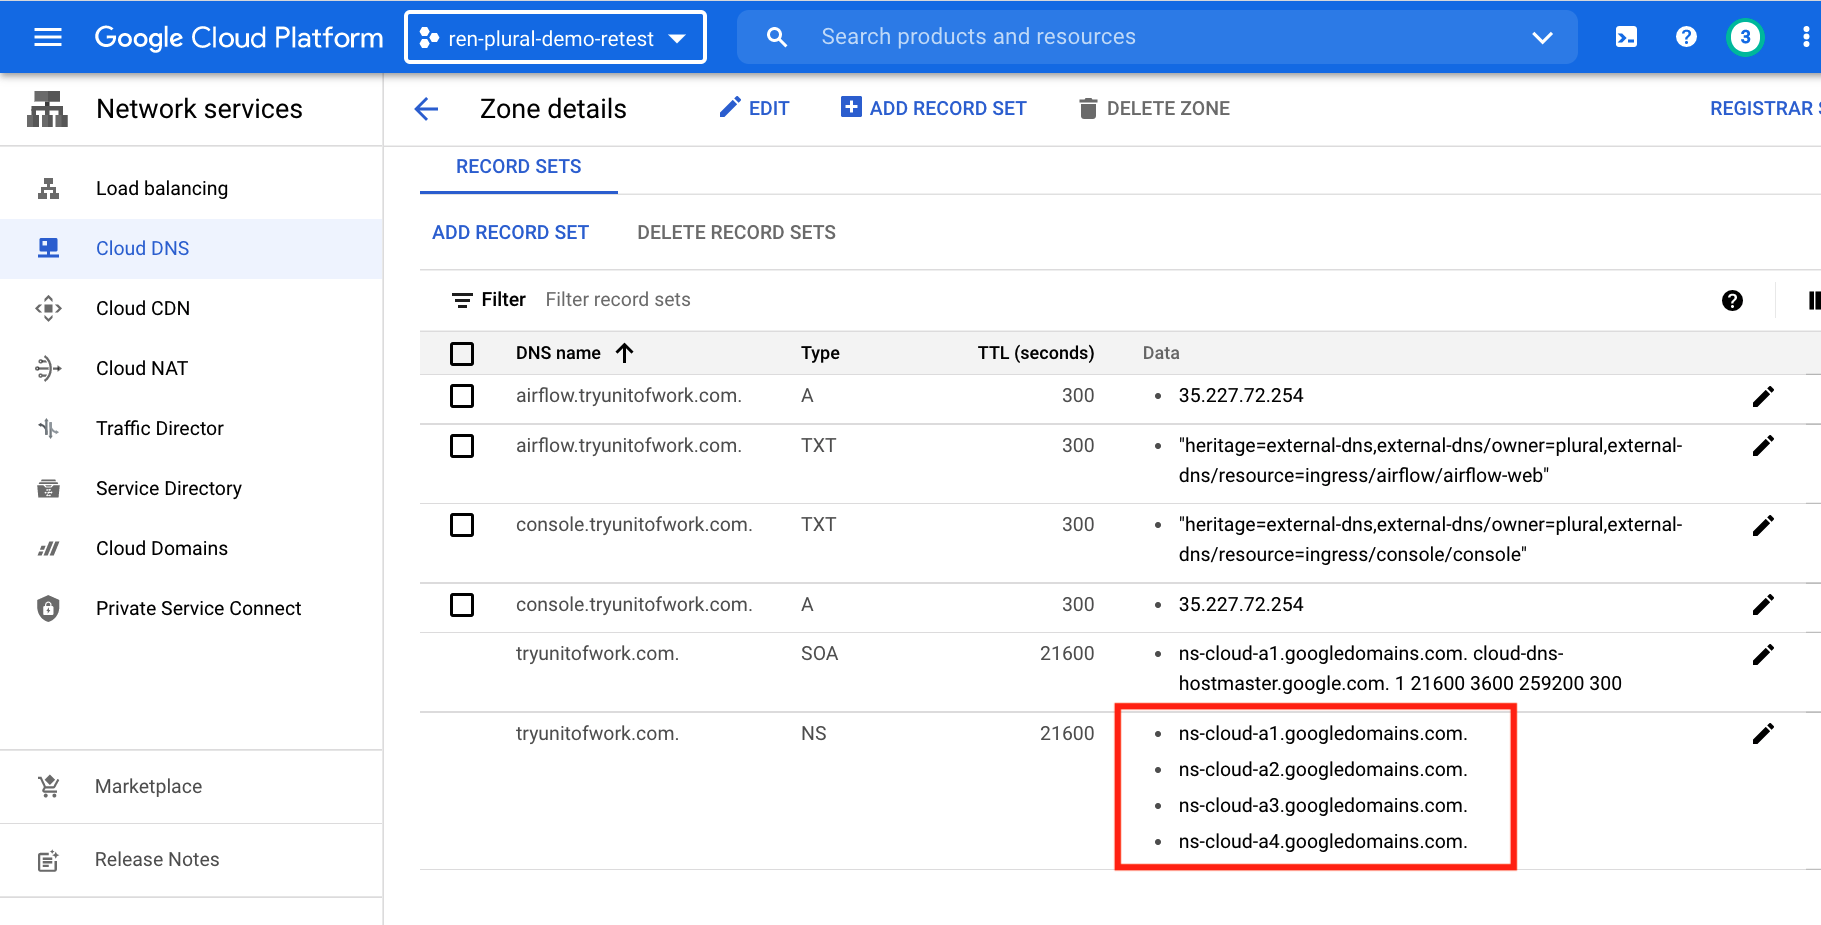 Google Cloud Platform
ren-plural-demo-retest
Search products and resources
3
Network services
Zone details
EDIT
ADD RECORD SET
DELETE ZONE
REGISTRAR S
Load balancing
Cloud DNS
Cloud CDN
Cloud NAT
Traffic Director
Service Directory
Cloud Domains
Private Service Connect
Marketplace
Release Notes
RECORD SETS
ADD RECORD SET
DELETE RECORD SETS
Filter Filter record sets
DNS name Type TTL (seconds) Data
airflow.tryunitofwork.com. A 300 • 35.227.72.254
airflow.tryunitofwork.com. TXT 300 • "heritage=external-dns,external-dns/owner=plural,external-
dns/resource=ingress/airflow/airflow-web"
console.tryunitofwork.com. TXT 300 • "heritage=external-dns,external-dns/owner=plural,external-
dns/resource=ingress/console/console"
console.tryunitofwork.com. A 300 • 35.227.72.254
tryunitofwork.com. SOA 21600 • ns-cloud-a1.googledomains.com. cloud-dns-
hostmaster.google.com. 1 21600 3600 259200 300
tryunitofwork.com. NS 21600 • ns-cloud-a1.googledomains.com.
• ns-cloud-a2.googledomains.com.
• ns-cloud-a3.googledomains.com.
• ns-cloud-a4.googledomains.com.